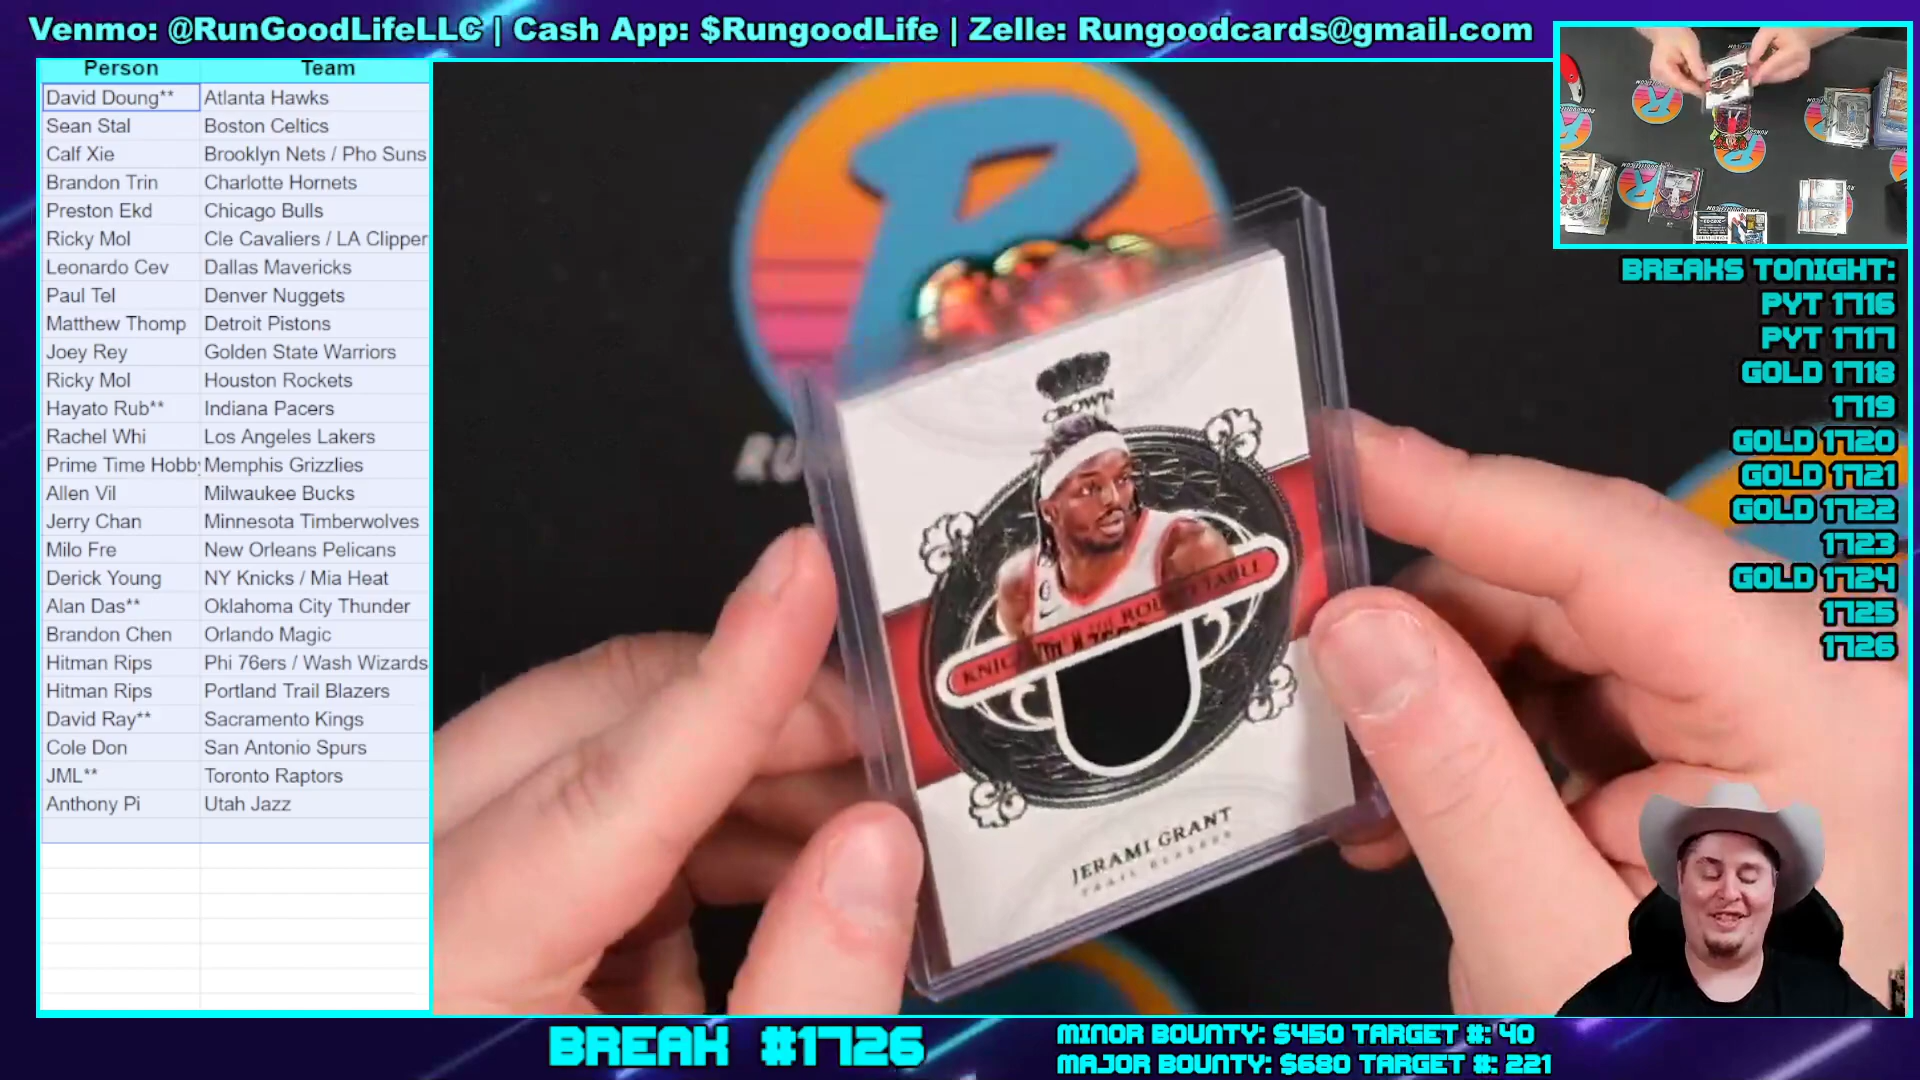 Venmo: @RunGoodLifeLLC | Cash App: $RungoodLife | Zelle: Rungoodcards@gmail.com
Person Team
David Doung** Atlanta Hawks
Sean Stal Boston Celtics
Calf Xie Brooklyn Nets / Pho Suns
Brandon Trin Charlotte Hornets
Preston Ekd Chicago Bulls
Ricky Mol Cle Cavaliers / LA Clipper
Leonardo Cev Dallas Mavericks
Paul Tel Denver Nuggets
Matthew Thomp Detroit Pistons
Joey Rey Golden State Warriors
Ricky Mol Houston Rockets
Hayato Rub** Indiana Pacers
Rachel Whi Los Angeles Lakers
Prime Time Hobby Memphis Grizzlies
Allen Vil Milwaukee Bucks
Jerry Chan Minnesota Timberwolves
Milo Fre New Orleans Pelicans
Derick Young NY Knicks / Mia Heat
Alan Das** Oklahoma City Thunder
Brandon Chen Orlando Magic
Hitman Rips Phi 76ers / Wash Wizards
Hitman Rips Portland Trail Blazers
David Ray** Sacramento Kings
Cole Don San Antonio Spurs
JML** Toronto Raptors
Anthony Pi Utah Jazz
RU
CROWN
ROUND TABLE
JERAMI GRANT
TRAIL BLAZERS
BREAKS TONIGHT:
PYT 1716
PYT 1717
GOLD 1718
1719
GOLD 1720
GOLD 1721
GOLD 1722
1723
GOLD 1724
1725
1726
BREAK #1726
MINOR BOUNTY: $450 TARGET #: 40
MAJOR BOUNTY: $680 TARGET #: 221